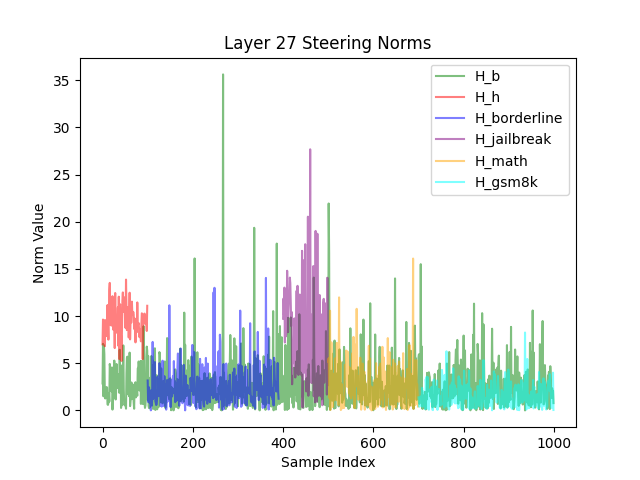 Layer 27 Steering Norms
Norm Value
35
30
25
20
15
10
5
0
H_b
H_h
H_borderline
H_jailbreak
H_math
H_gsm8k
0
200
400
600
800
1000
Sample Index